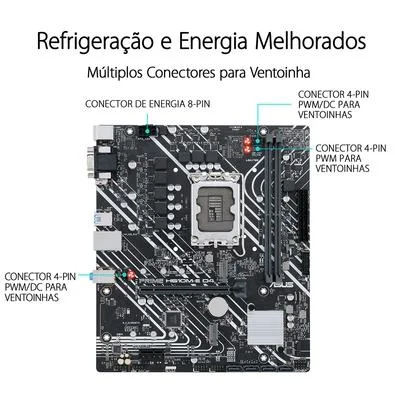 Refrigeração e Energia Melhorados
Múltiplos Conectores para Ventoinha
CONECTOR DE ENERGIA 8-PIN
CONECTOR 4-PIN
PWM/DC PARA
VENTOINHAS
CONECTOR 4-PIN
PWM PARA
VENTOINHAS
CONECTOR 4-PIN
PWM/DC PARA
VENTOINHAS
PRIME H610M-E D4
ASUS